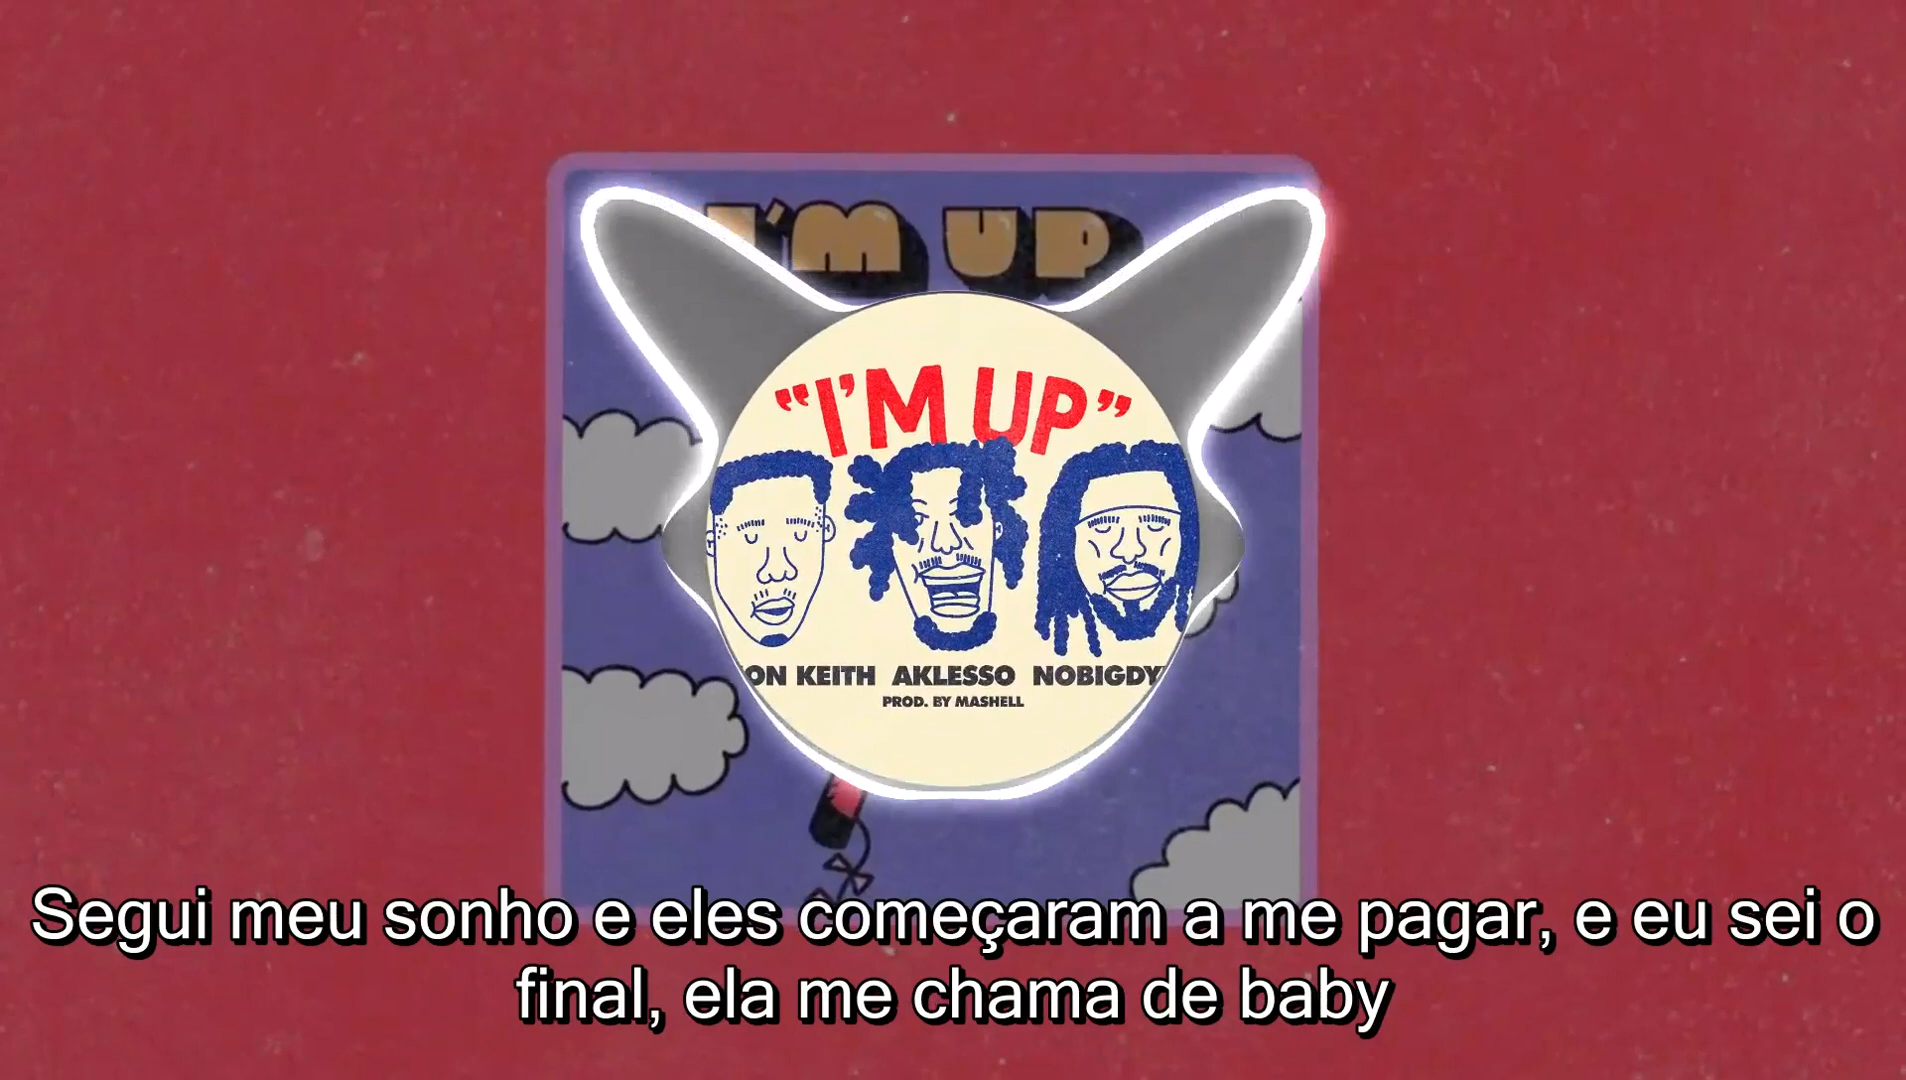 I'M UP
“I'M UP”
ON KEITH AKLESSO NOBIGDY
PROD. BY MASHELL
Segui meu sonho e eles começaram a me pagar, e eu sei o
final, ela me chama de baby